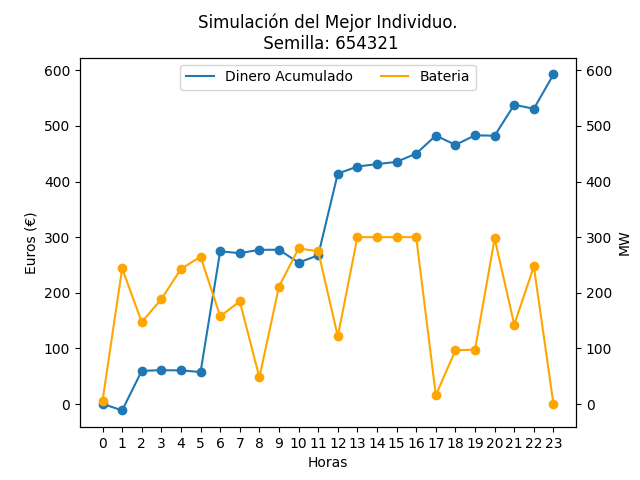 Simulación del Mejor Individuo.
Semilla: 654321
Dinero Acumulado Bateria
600 600
500 500
400 400
300 300
200 200
100 100
0 0
Euros (€)
MW
0 1 2 3 4 5 6 7 8 9 10 11 12 13 14 15 16 17 18 19 20 21 22 23
Horas